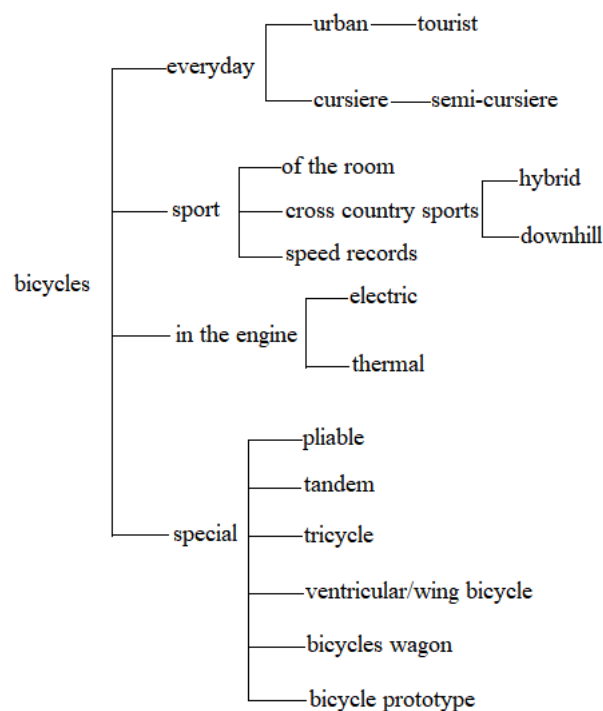 urban
tourist
everyday
cursiere
semi-cursiere
of the room
hybrid
sport
cross country sports
downhill
speed records
bicycles
electric
in the engine
thermal
pliable
tandem
special
tricycle
ventricular/wing bicycle
bicycles wagon
bicycle prototype